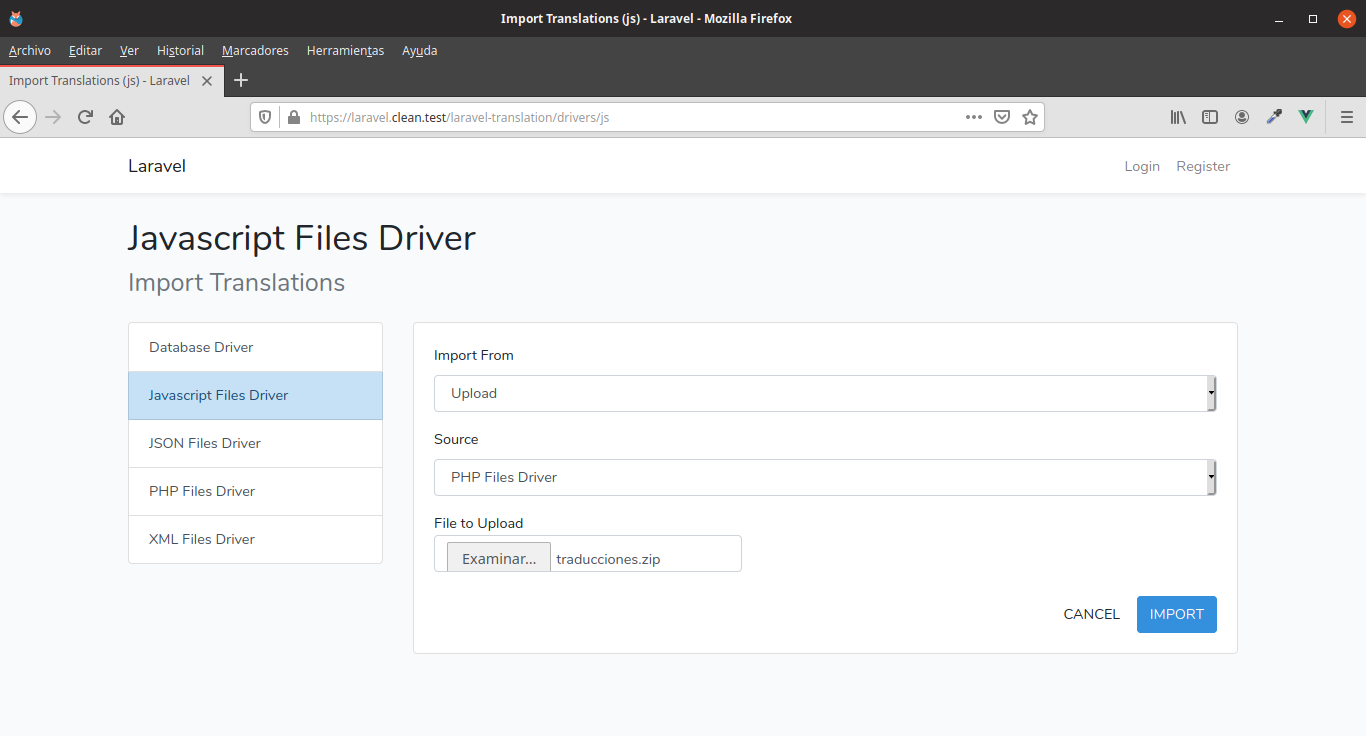 Import Translations (js) - Laravel - Mozilla Firefox
Archivo Editar Ver Historial Marcadores Herramientas Ayuda
Import Translations (js) - Laravel
https://laravel.clean.test/laravel-translation/drivers/js
Laravel
Login Register
Javascript Files Driver
Import Translations
Database Driver
Javascript Files Driver
JSON Files Driver
PHP Files Driver
XML Files Driver
Import From
Upload
Source
PHP Files Driver
File to Upload
Examinar... traducciones.zip
CANCEL IMPORT